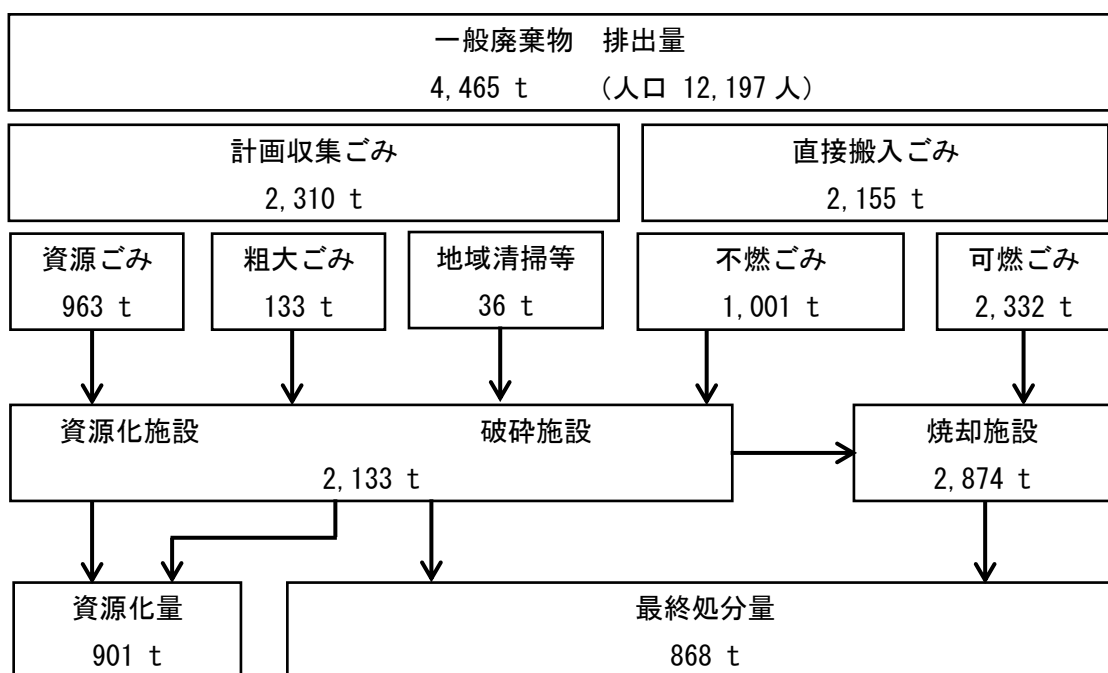 一般廃棄物　排出量
4,465 t　　（人口 12,197 人）
計画収集ごみ
2,310 t
直接搬入ごみ
2,155 t
資源ごみ
963 t
粗大ごみ
133 t
地域清掃等
36 t
不燃ごみ
1,001 t
可燃ごみ
2,332 t
資源化施設
破砕施設
2,133 t
焼却施設
2,874 t
資源化量
901 t
最終処分量
868 t